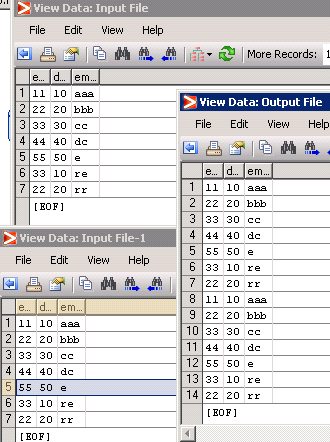 View Data: Input File
File Edit View Help
More Records: 1
e... d... em...
1 11 10 aaa
2 22 20 bbb
3 33 30 cc
4 44 40 dc
5 55 50 e
6 33 10 re
7 22 20 rr
[EOF]
View Data: Input File-1
File Edit View Help
e... d... em...
1 11 10 aaa
2 22 20 bbb
3 33 30 cc
4 44 40 dc
5 55 50 e
6 33 10 re
7 22 20 rr
[EOF]
View Data: Output File
File Edit View Help
e... d... em...
1 11 10 aaa
2 22 20 bbb
3 33 30 cc
4 44 40 dc
5 55 50 e
6 33 10 re
7 22 20 rr
8 11 10 aaa
9 22 20 bbb
10 33 30 cc
11 44 40 dc
12 55 50 e
13 33 10 re
14 22 20 rr
[EOF]